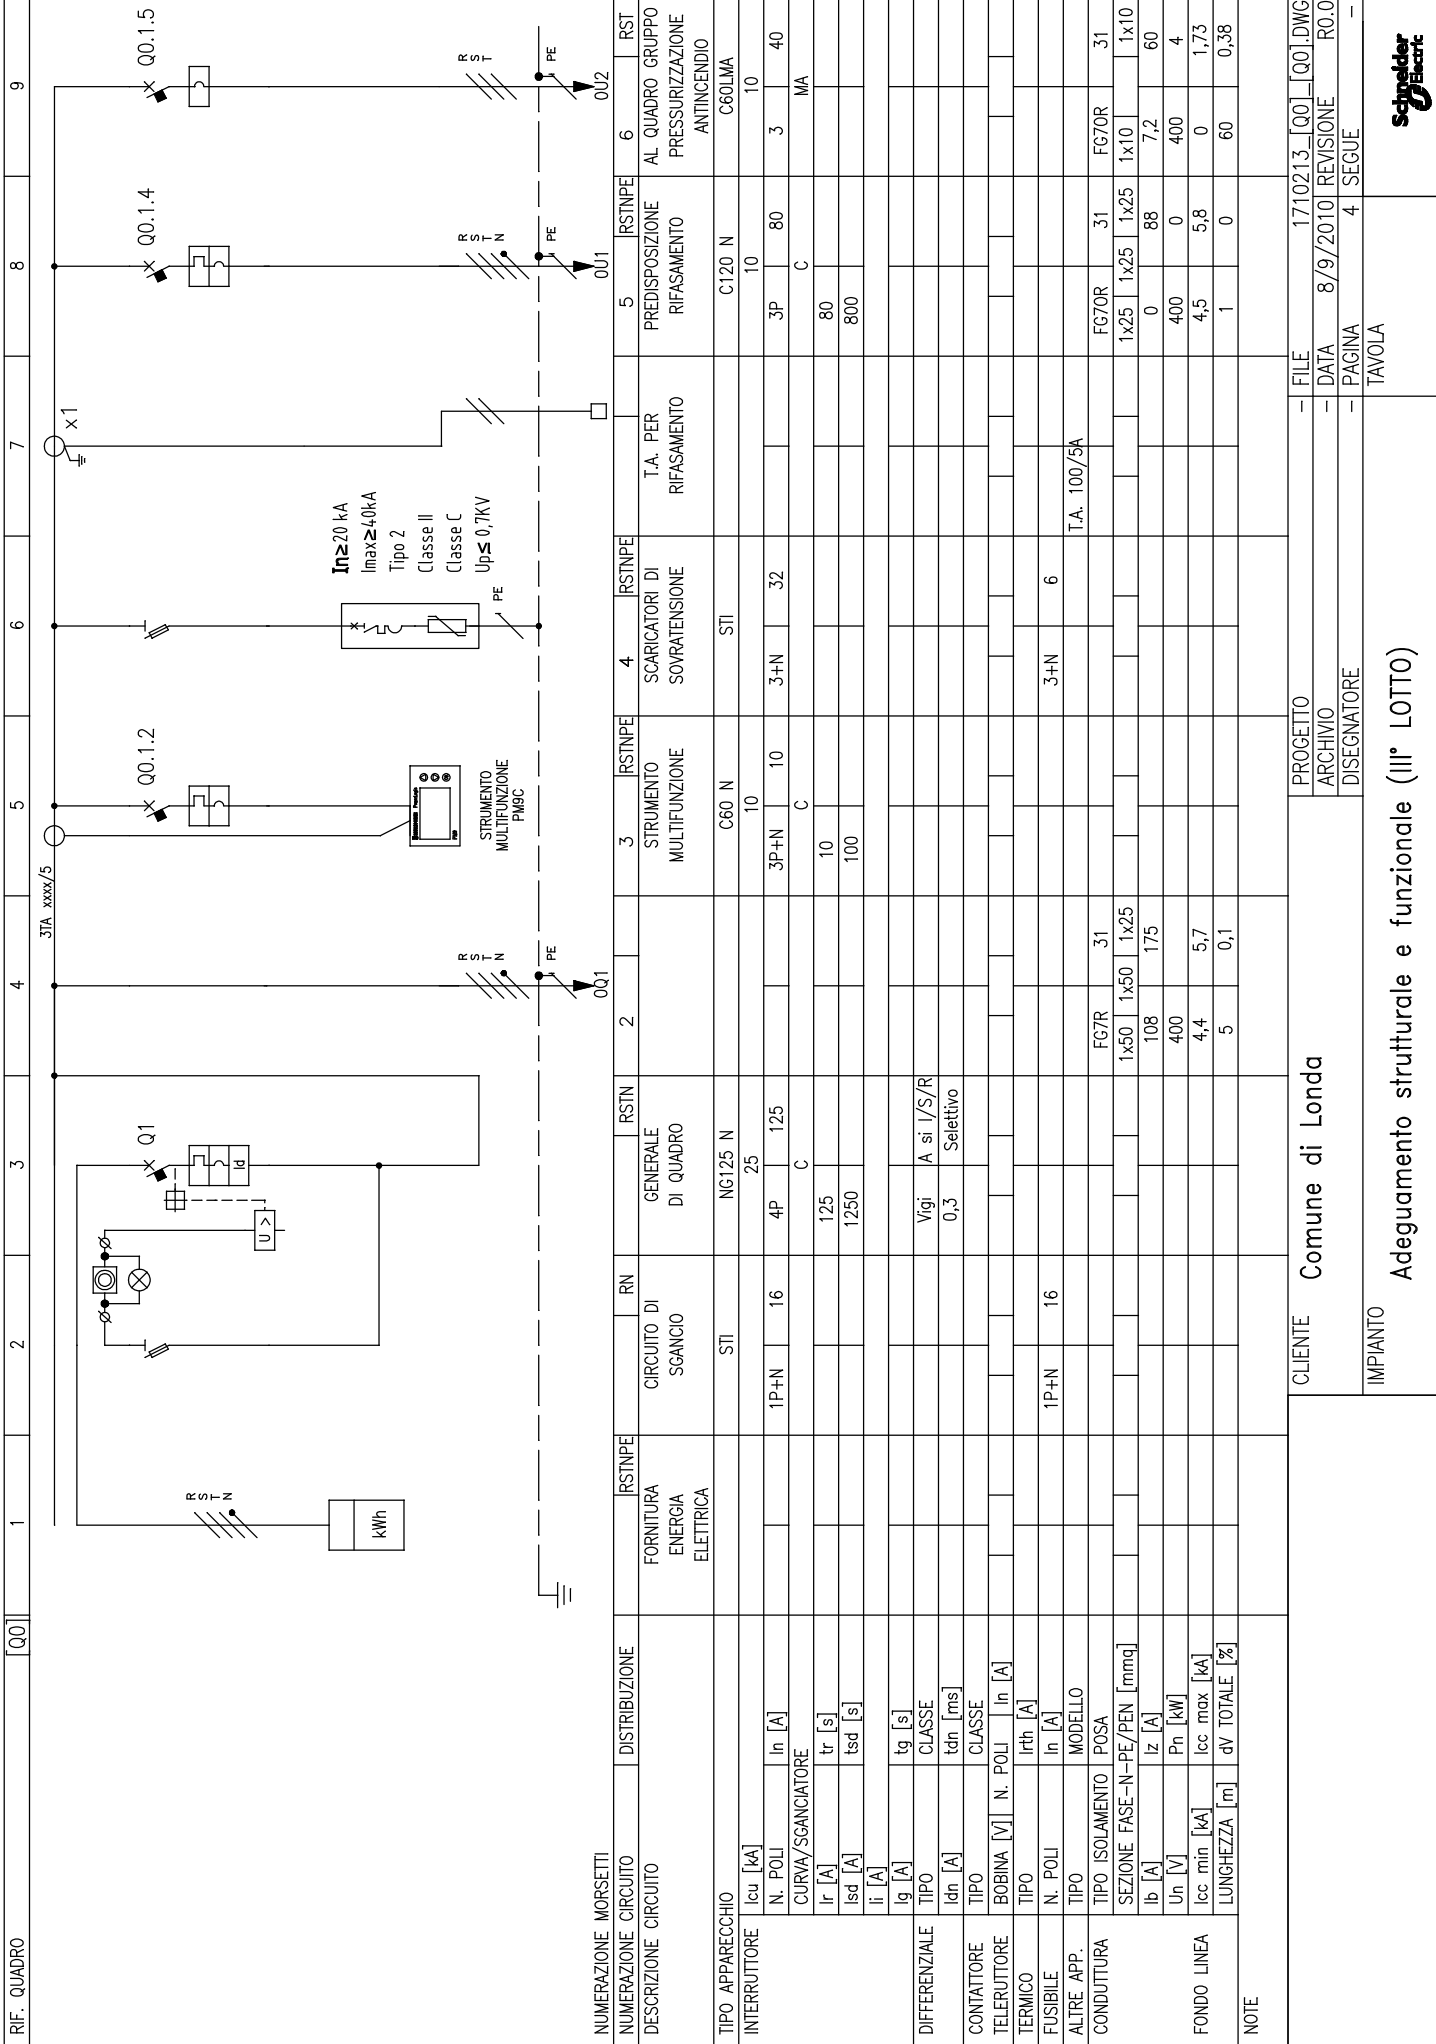 RIF. QUADRO [Q0] 1 2 3 4 5 6 7 8 9
3TA xxxx/5
x1
Q1
Q0.1.2
Q0.1.4
Q0.1.5
U >
Id
R
S
T
N
kWh
STRUMENTO
MULTIFUNZIONE
PM9C
In≥20 kA
Imax≥40kA
Tipo 2
Classe II
Classe C
Up≤ 0,7KV
PE
R
S
T
N
PE
R
S
T
N
PE
R
S
T
PE
NUMERAZIONE MORSETTI 0Q1 0U1 0U2
NUMERAZIONE CIRCUITO DISTRIBUZIONE RSTNPE RN RSTN 2 3 RSTNPE 4 RSTNPE 5 RSTNPE 6 RST
DESCRIZIONE CIRCUITO
FORNITURA
ENERGIA
ELETTRICA
CIRCUITO DI
SGANCIO
GENERALE
DI QUADRO
STRUMENTO
MULTIFUNZIONE
SCARICATORI DI
SOVRATENSIONE
T.A. PER
RIFASAMENTO
PREDISPOSIZIONE
RIFASAMENTO
AL QUADRO GRUPPO
PRESSURIZZAZIONE
ANTINCENDIO
TIPO APPARECCHIO STI NG125 N C60 N STI C120 N C60LMA
INTERRUTTORE Icu [kA] 25 10 10 10
N. POLI In [A] 1P+N 16 4P 125 3P+N 10 3+N 32 3P 80 3 40
CURVA/SGANCIATORE C C C MA
Ir [A] tr [s] 125 10 80
Isd [A] tsd [s] 1250 100 800
Ii [A]
Ig [A] tg [s]
DIFFERENZIALE TIPO CLASSE Vigi A si I/S/R
Idn [A] tdn [ms] 0,3 Selettivo
CONTATTORE TIPO CLASSE
TELERUTTORE BOBINA [V] N. POLI In [A]
TERMICO TIPO Irth [A]
FUSIBILE N. POLI In [A] 1P+N 16 3+N 6
ALTRE APP. TIPO MODELLO T.A. 100/5A
CONDUTTURA TIPO ISOLAMENTO POSA FG7R 31 FG7OR 31 FG7OR 31
SEZIONE FASE-N-PE/PEN [mmq] 1x50 1x50 1x25 1x25 1x25 1x25 1x10 1x10
Ib [A] Iz [A] 108 175 0 88 7,2 60
Un [V] Pn [kW] 400 400 0 400 4
FONDO LINEA Icc min [kA] Icc max [kA] 4,4 5,7 4,5 5,8 0 1,73
LUNGHEZZA [m] dV TOTALE [%] 5 0,1 1 0 60 0,38
NOTE
CLIENTE Comune di Londa
PROGETTO -
ARCHIVIO -
DISEGNATORE -
FILE 1710213_[Q0]_[Q0].DWG
DATA 8/9/2010 REVISIONE R0.0
PAGINA 4 SEGUE -
TAVOLA
IMPIANTO
Adeguamento strutturale e funzionale (III° LOTTO)
Schneider
Electric